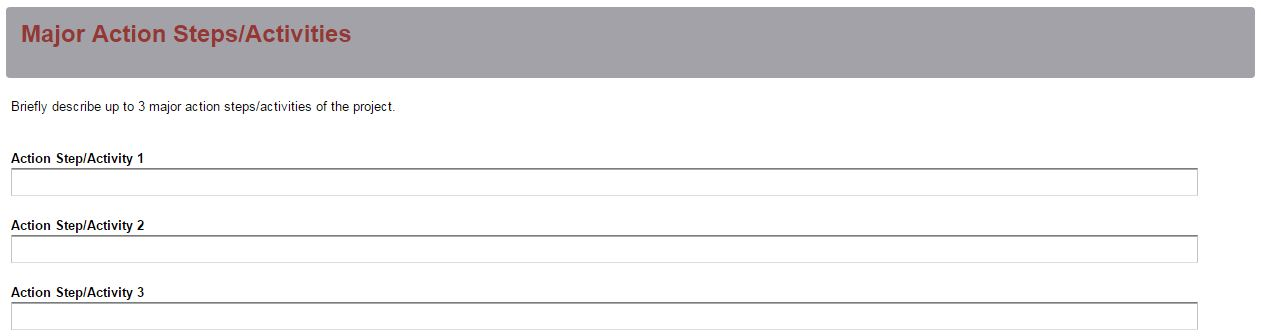 Major Action Steps/Activities
Briefly describe up to 3 major action steps/activities of the project.
Action Step/Activity 1
Action Step/Activity 2
Action Step/Activity 3